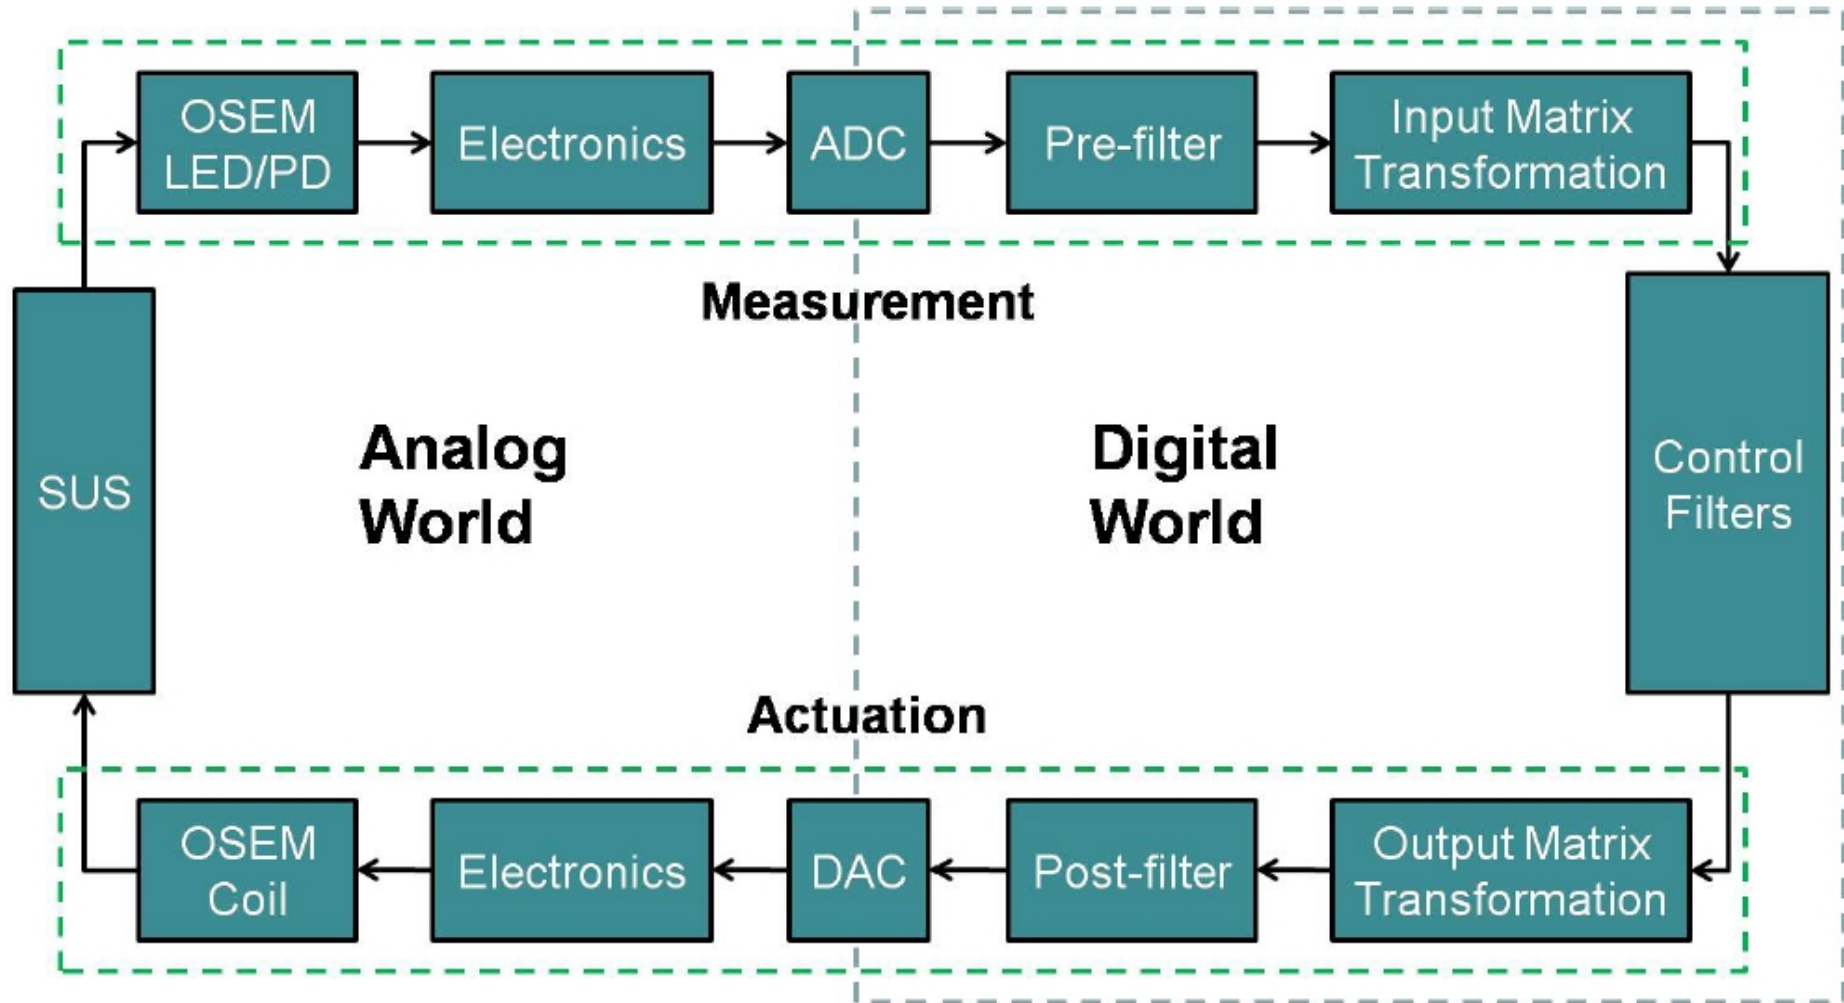 OSEM
LED/PD
Electronics
ADC
Pre-filter
Input Matrix
Transformation
Measurement
SUS
Analog
World
Digital
World
Control
Filters
Actuation
OSEM
Coil
Electronics
DAC
Post-filter
Output Matrix
Transformation